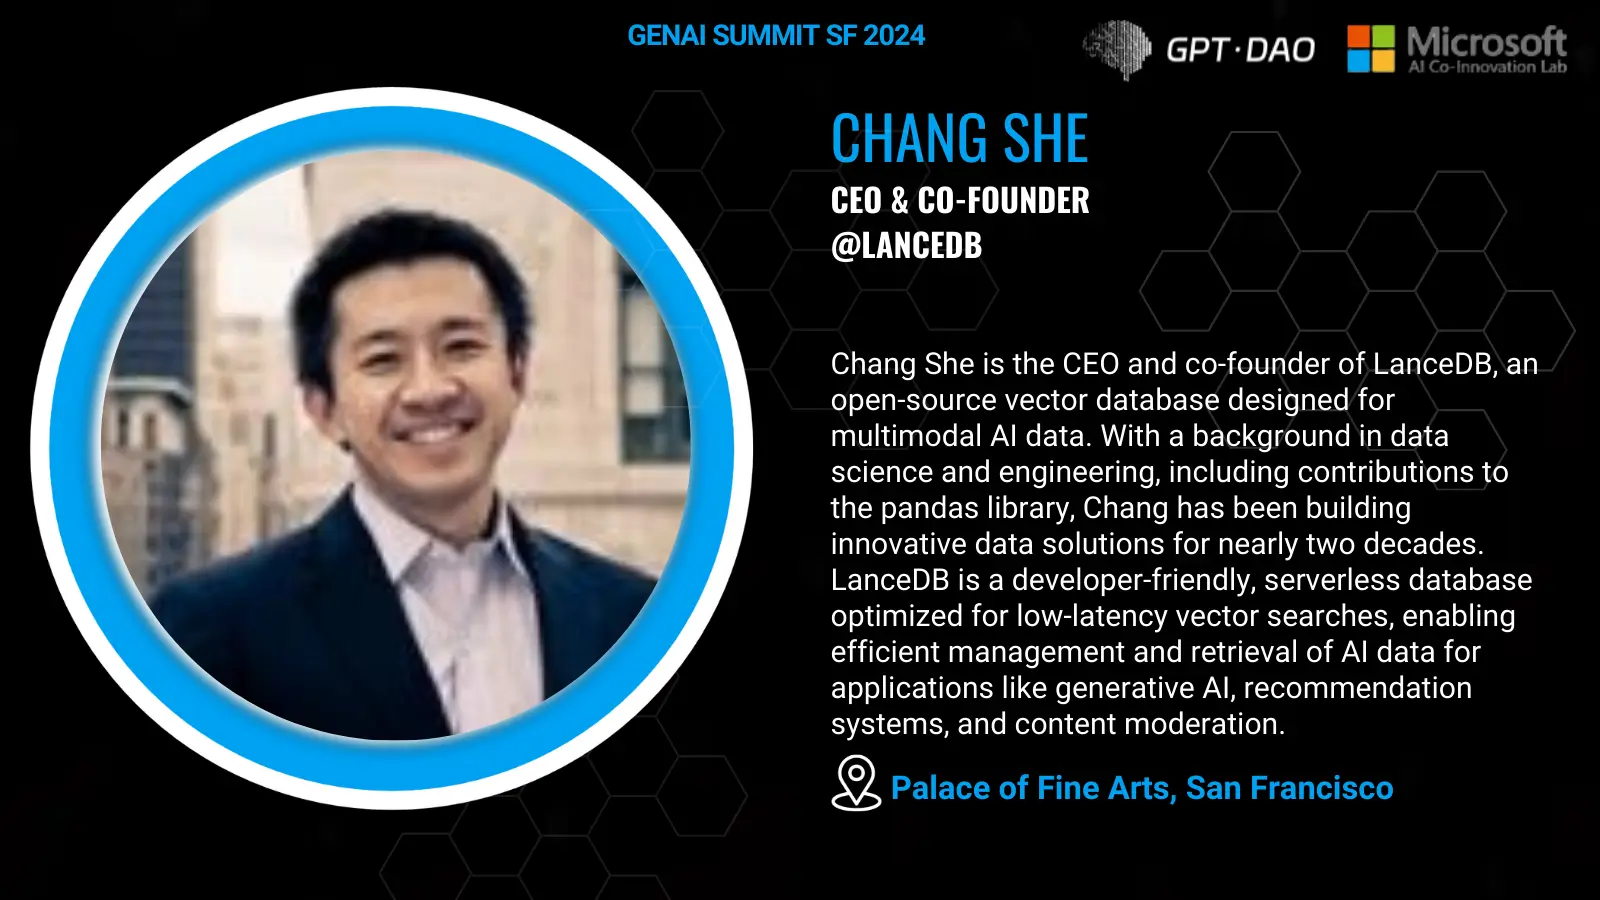 GENAI SUMMIT SF 2024
GPT·DAO
Microsoft
AI Co-Innovation Lab
CHANG SHE
CEO & CO-FOUNDER
@LANCEDB
Chang She is the CEO and co-founder of LanceDB, an
open-source vector database designed for
multimodal AI data. With a background in data
science and engineering, including contributions to
the pandas library, Chang has been building
innovative data solutions for nearly two decades.
LanceDB is a developer-friendly, serverless database
optimized for low-latency vector searches, enabling
efficient management and retrieval of AI data for
applications like generative AI, recommendation
systems, and content moderation.
Palace of Fine Arts, San Francisco